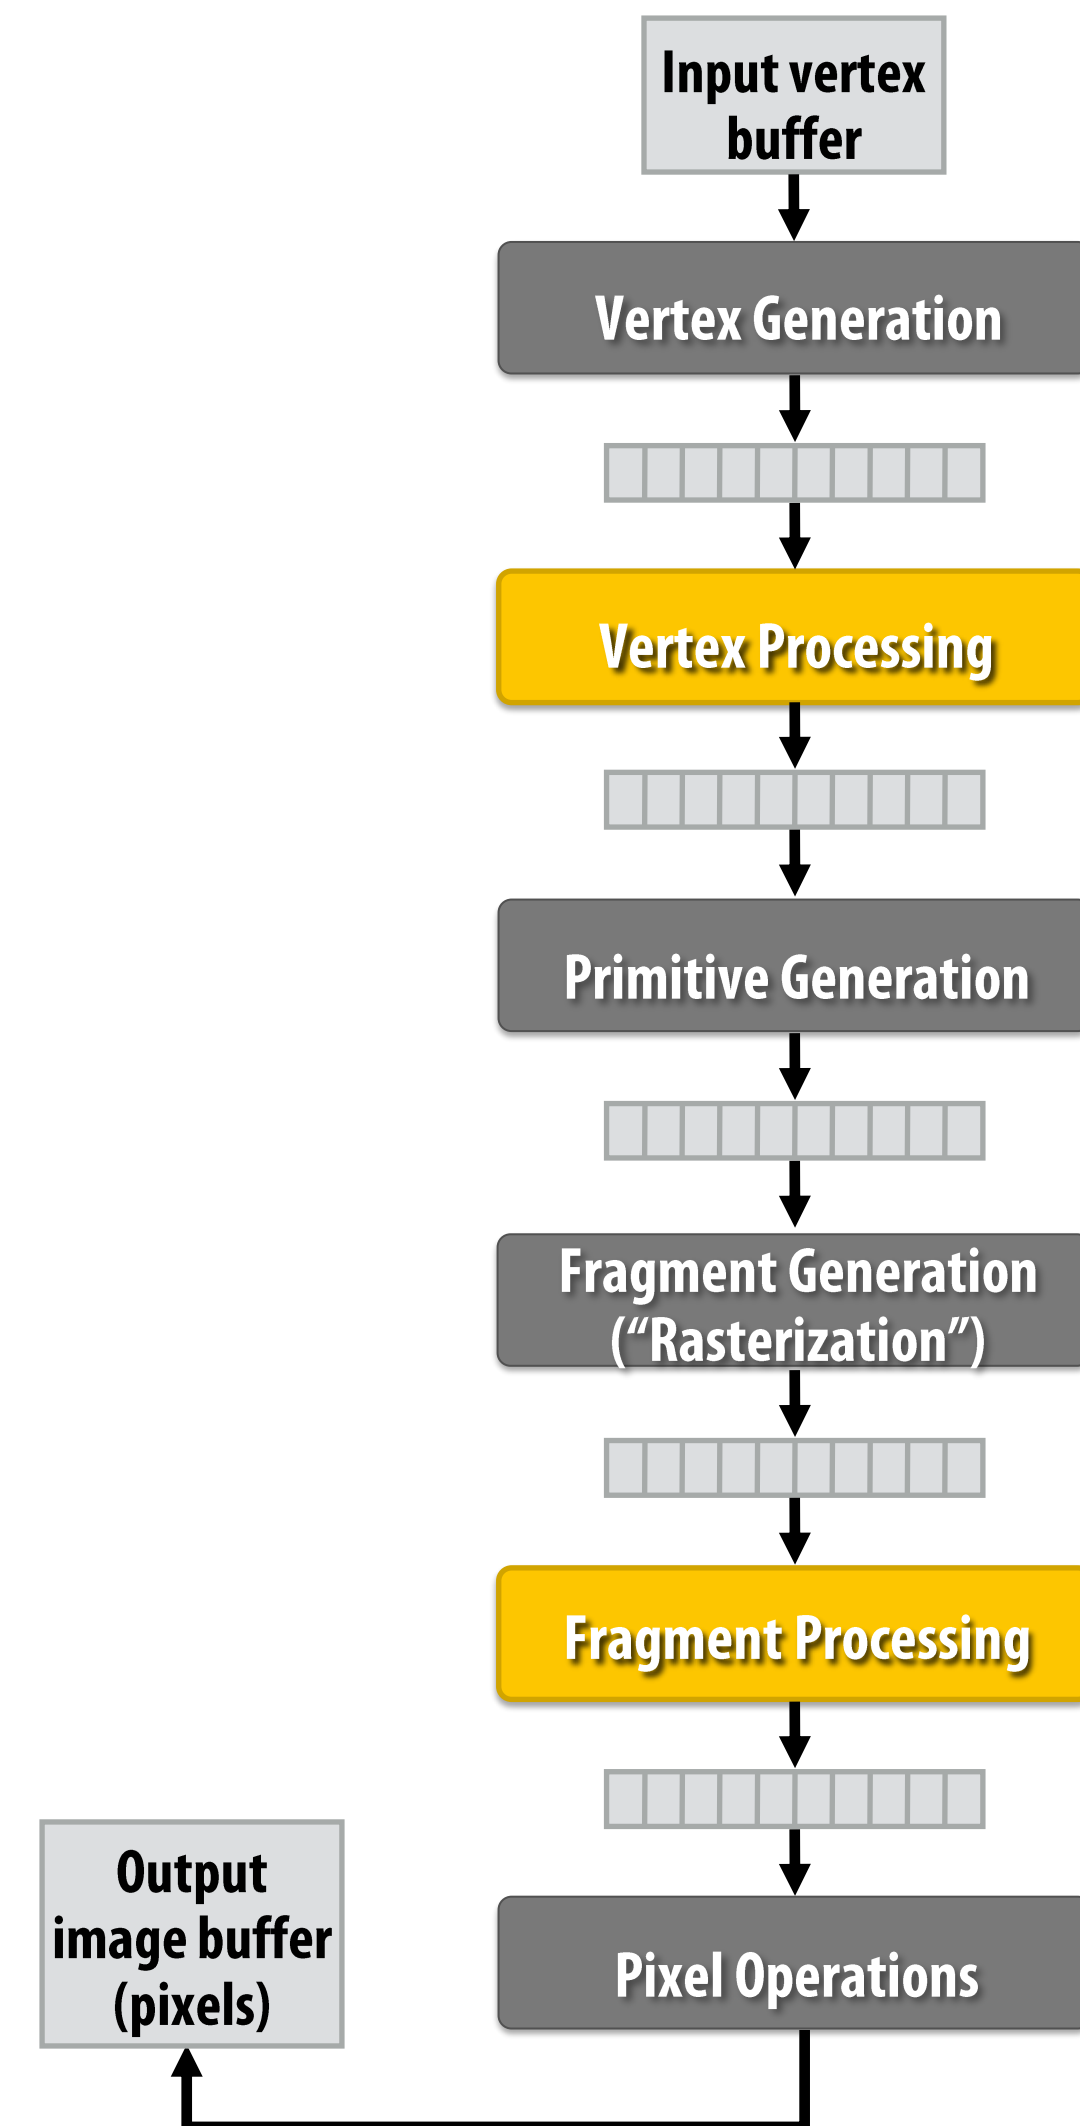 Input vertex
buffer
Vertex Generation
Vertex Processing
Primitive Generation
Fragment Generation
(“Rasterization”)
Fragment Processing
Output
image buffer
(pixels)
Pixel Operations